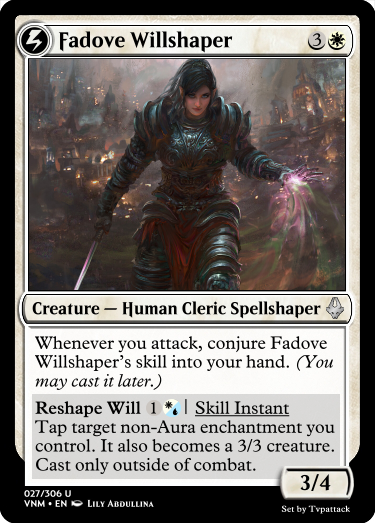 Fadove Willshaper 3
Creature — Human Cleric Spellshaper
Whenever you attack, conjure Fadove
Willshaper's skill into your hand. (You
may cast it later.)
Reshape Will 1 | Skill Instant
Tap target non-Aura enchantment you
control. It also becomes a 3/3 creature.
Cast only outside of combat.
3/4
027/306 U
VNM • EN Lily Abdullina
Set by Tvpattack